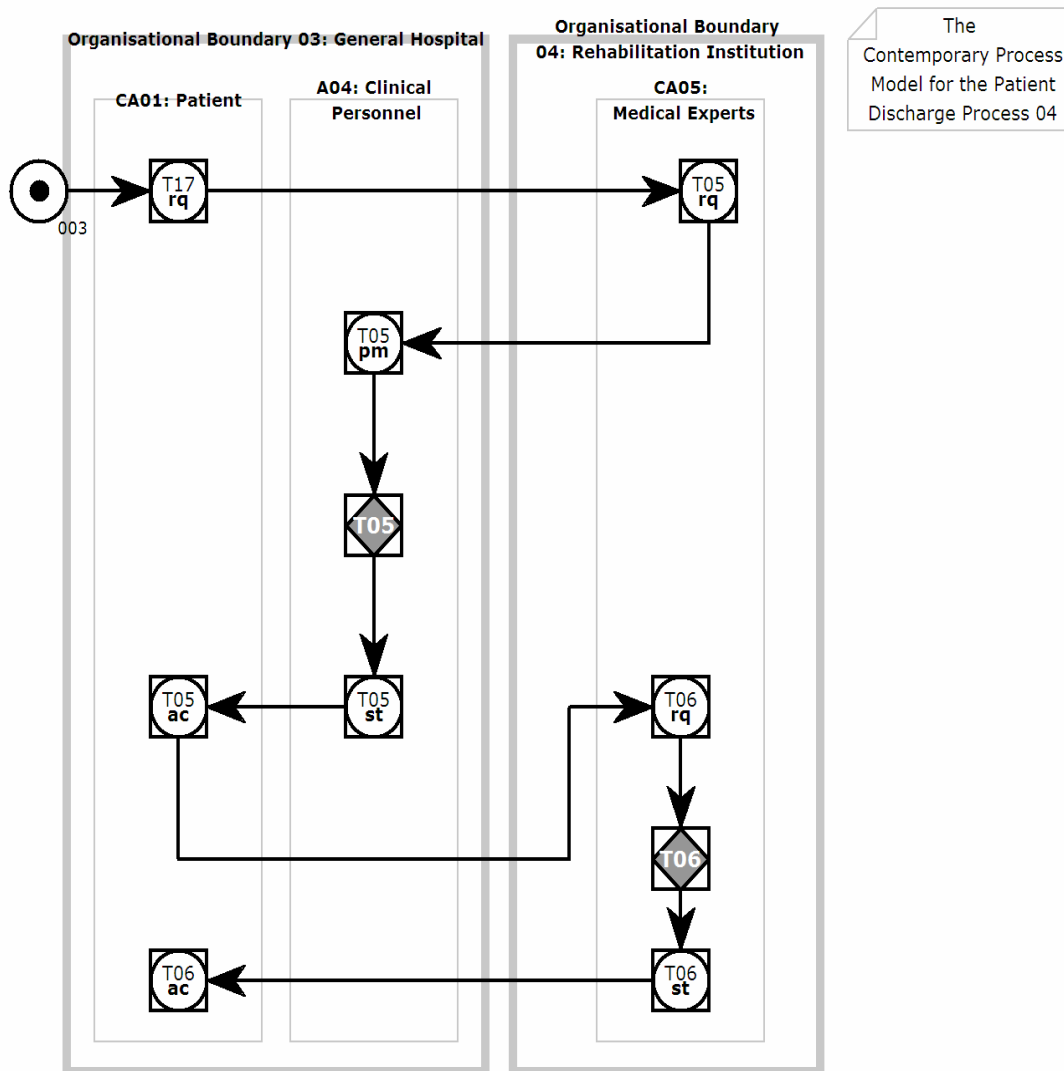 Organisational Boundary 03: General Hospital
Organisational Boundary
04: Rehabilitation Institution
The
Contemporary Process
Model for the Patient
Discharge Process 04
CA01: Patient
A04: Clinical
Personnel
CA05:
Medical Experts
003
T17
rq
T05
rq
T05
pm
T05
T05
ac
T05
st
T06
rq
T06
T06
ac
T06
st